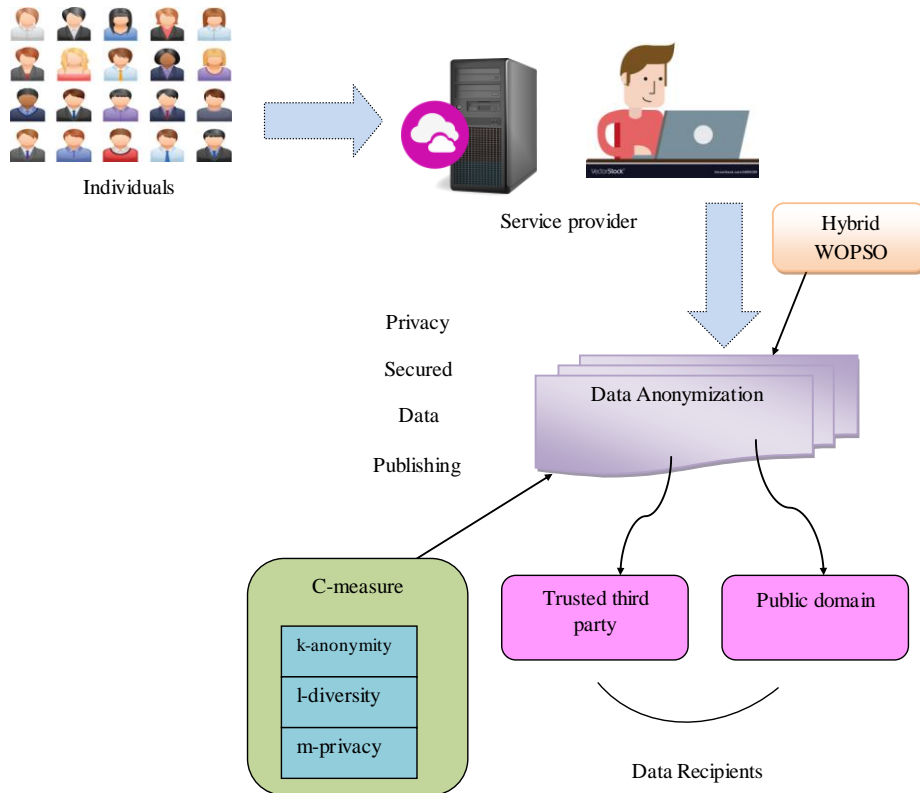 Individuals
VectorStock®
Service provider
Hybrid
WOPSO
Privacy
Secured
Data
Publishing
Data Anonymization
C-measure
k-anonymity
l-diversity
m-privacy
Trusted third
party
Public domain
Data Recipients